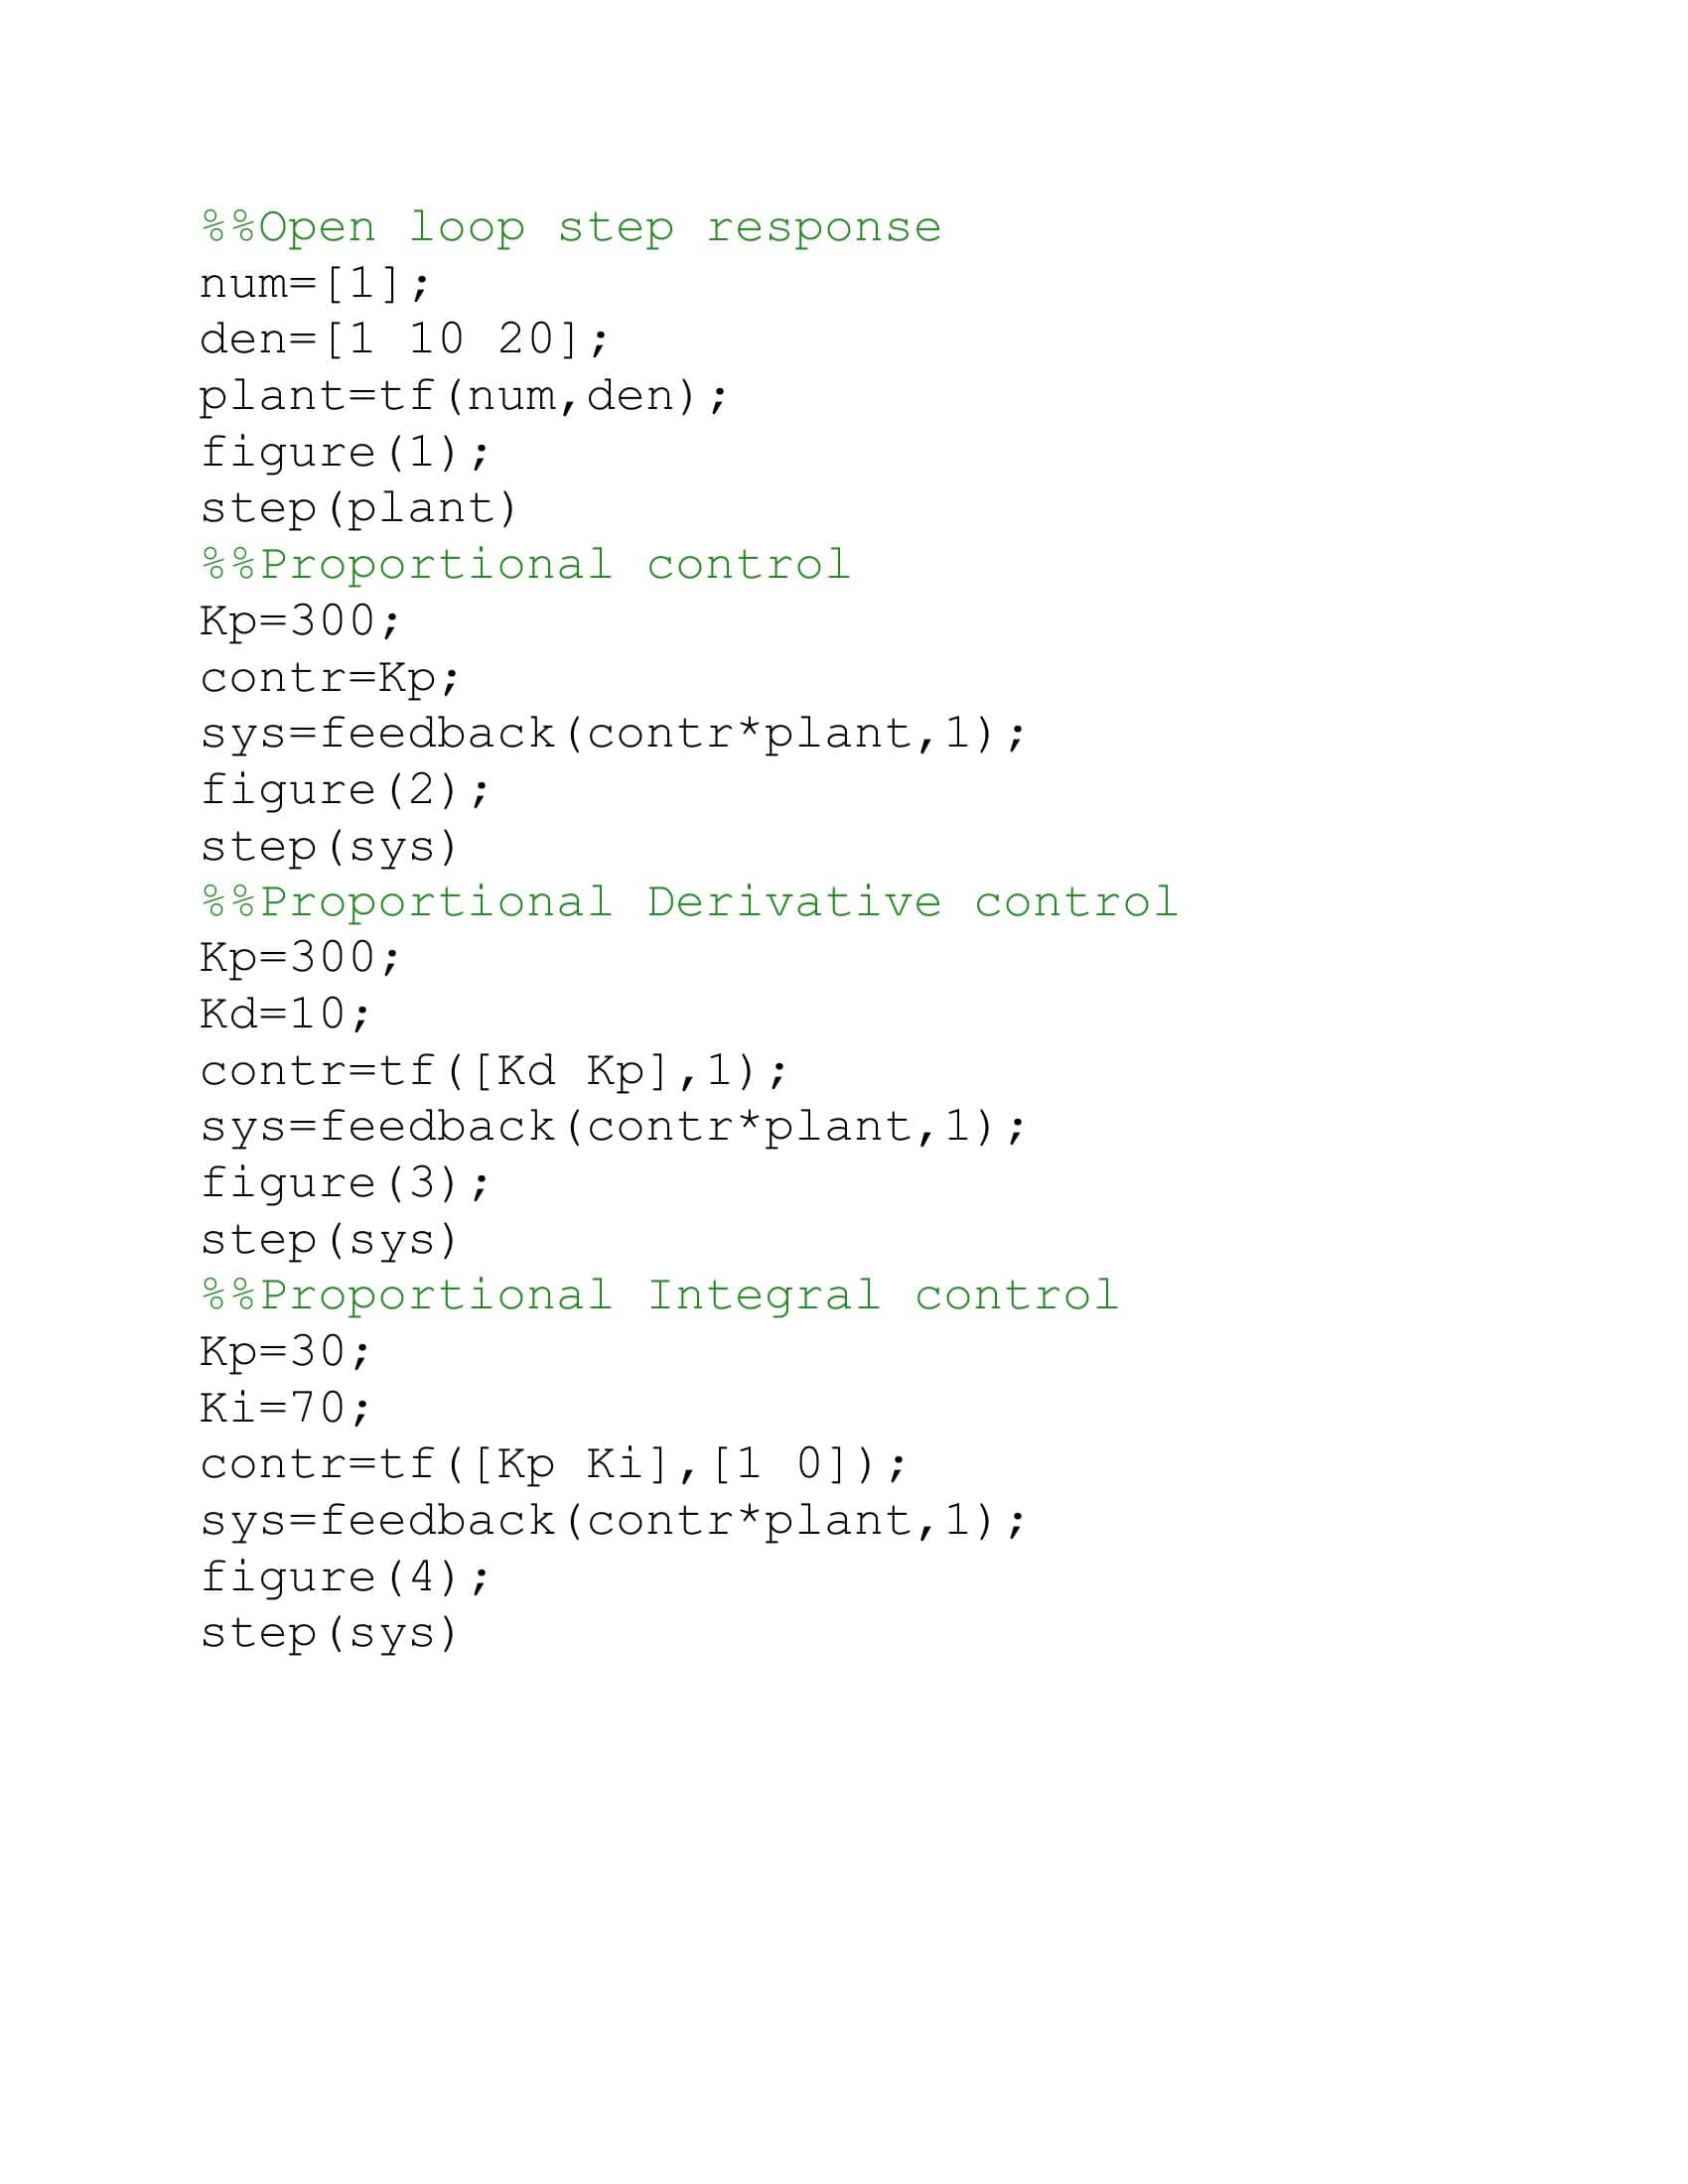 %%Open loop step response
num=[1];
den=[1 10 20];
plant=tf(num,den);
figure(1);
step(plant)
%%Proportional control
Kp=300;
contr=Kp;
sys=feedback(contr*plant,1);
figure(2);
step(sys)
%%Proportional Derivative control
Kp=300;
Kd=10;
contr=tf([Kd Kp],1);
sys=feedback(contr*plant,1);
figure(3);
step(sys)
%%Proportional Integral control
Kp=30;
Ki=70;
contr=tf([Kp Ki],[1 0]);
sys=feedback(contr*plant,1);
figure(4);
step(sys)